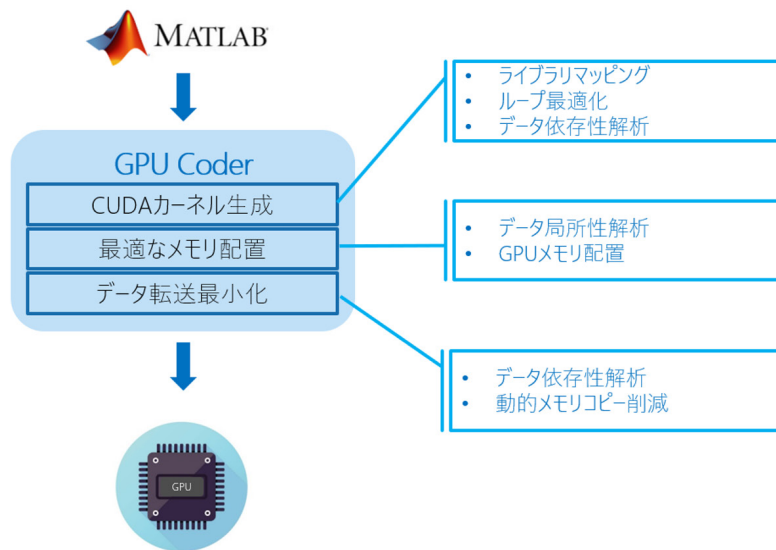 MATLAB
GPU Coder
CUDAカーネル生成
最適なメモリ配置
データ転送最小化
• ライブラリマッピング
• ループ最適化
• データ依存性解析
• データ局所性解析
• GPUメモリ配置
• データ依存性解析
• 動的メモリコピー削減
GPU